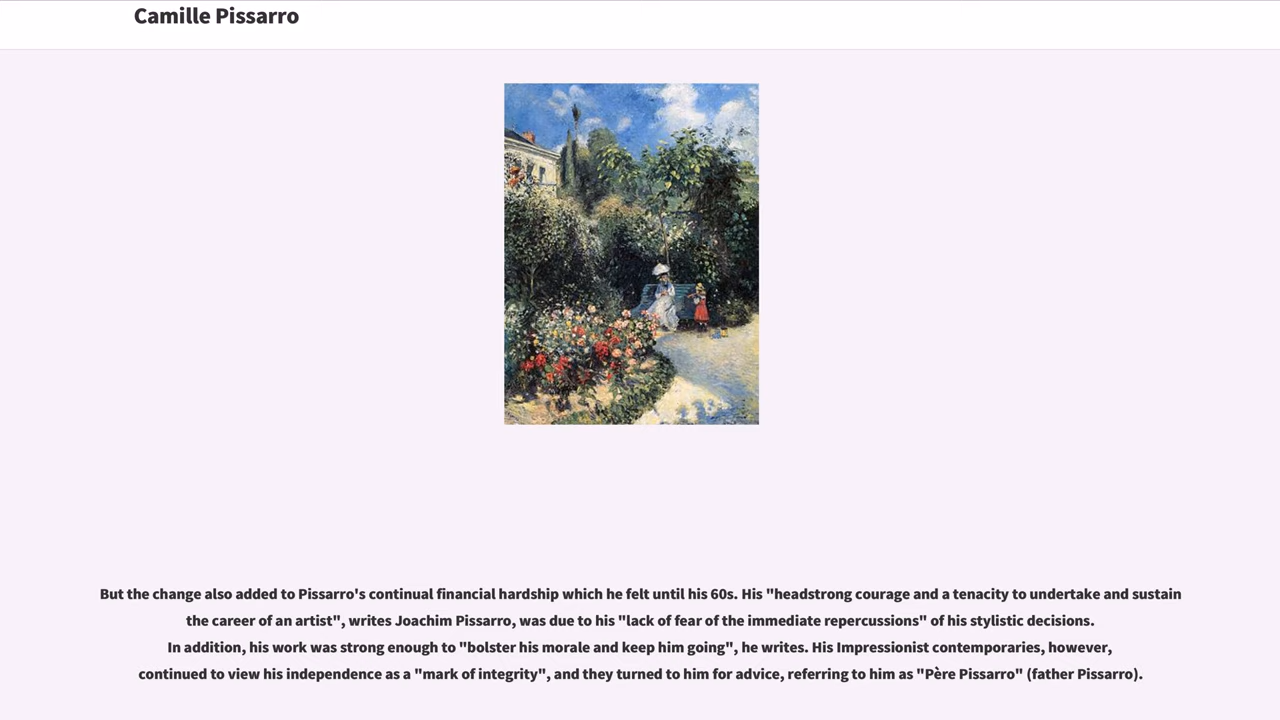 Camille Pissarro
But the change also added to Pissarro's continual financial hardship which he felt until his 60s. His "headstrong courage and a tenacity to undertake and sustain
the career of an artist", writes Joachim Pissarro, was due to his "lack of fear of the immediate repercussions" of his stylistic decisions.
In addition, his work was strong enough to "bolster his morale and keep him going", he writes. His Impressionist contemporaries, however,
continued to view his independence as a "mark of integrity", and they turned to him for advice, referring to him as "Père Pissarro" (father Pissarro).